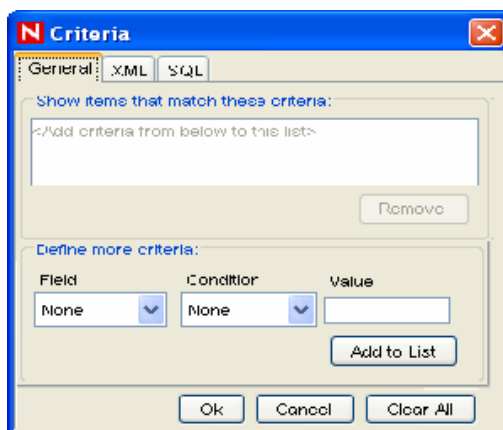 N Criteria
General XML SQL
Show items that match these criteria:
<Add criteria from below to this list>
Remove
Define more criteria:
Field Condition Value
None None
Add to List
Ok Cancel Clear All